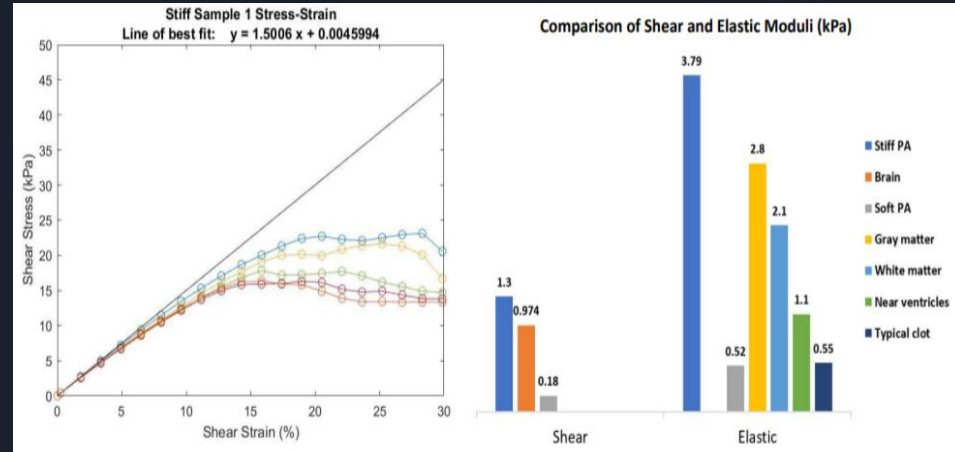 Stiff Sample 1 Stress-Strain
Line of best fit: y = 1.5006 x + 0.0045994
50
45
40
35
30
25
20
15
10
5
0
Shear Stress (kPa)
0 5 10 15 20 25 30
Shear Strain (%)
Comparison of Shear and Elastic Moduli (kPa)
3.79
2.8
2.1
1.3
1.1
0.974
0.52
0.55
0.18
Shear Elastic
Stiff PA
Brain
Soft PA
Gray matter
White matter
Near ventricles
Typical clot